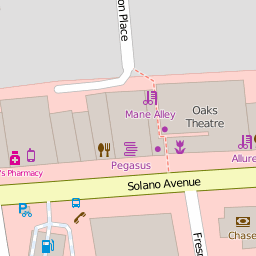 on Place
Mane Alley
Oaks
Theatre
Pegasus
Allure
's Pharmacy
Solano Avenue
Chase
Fres